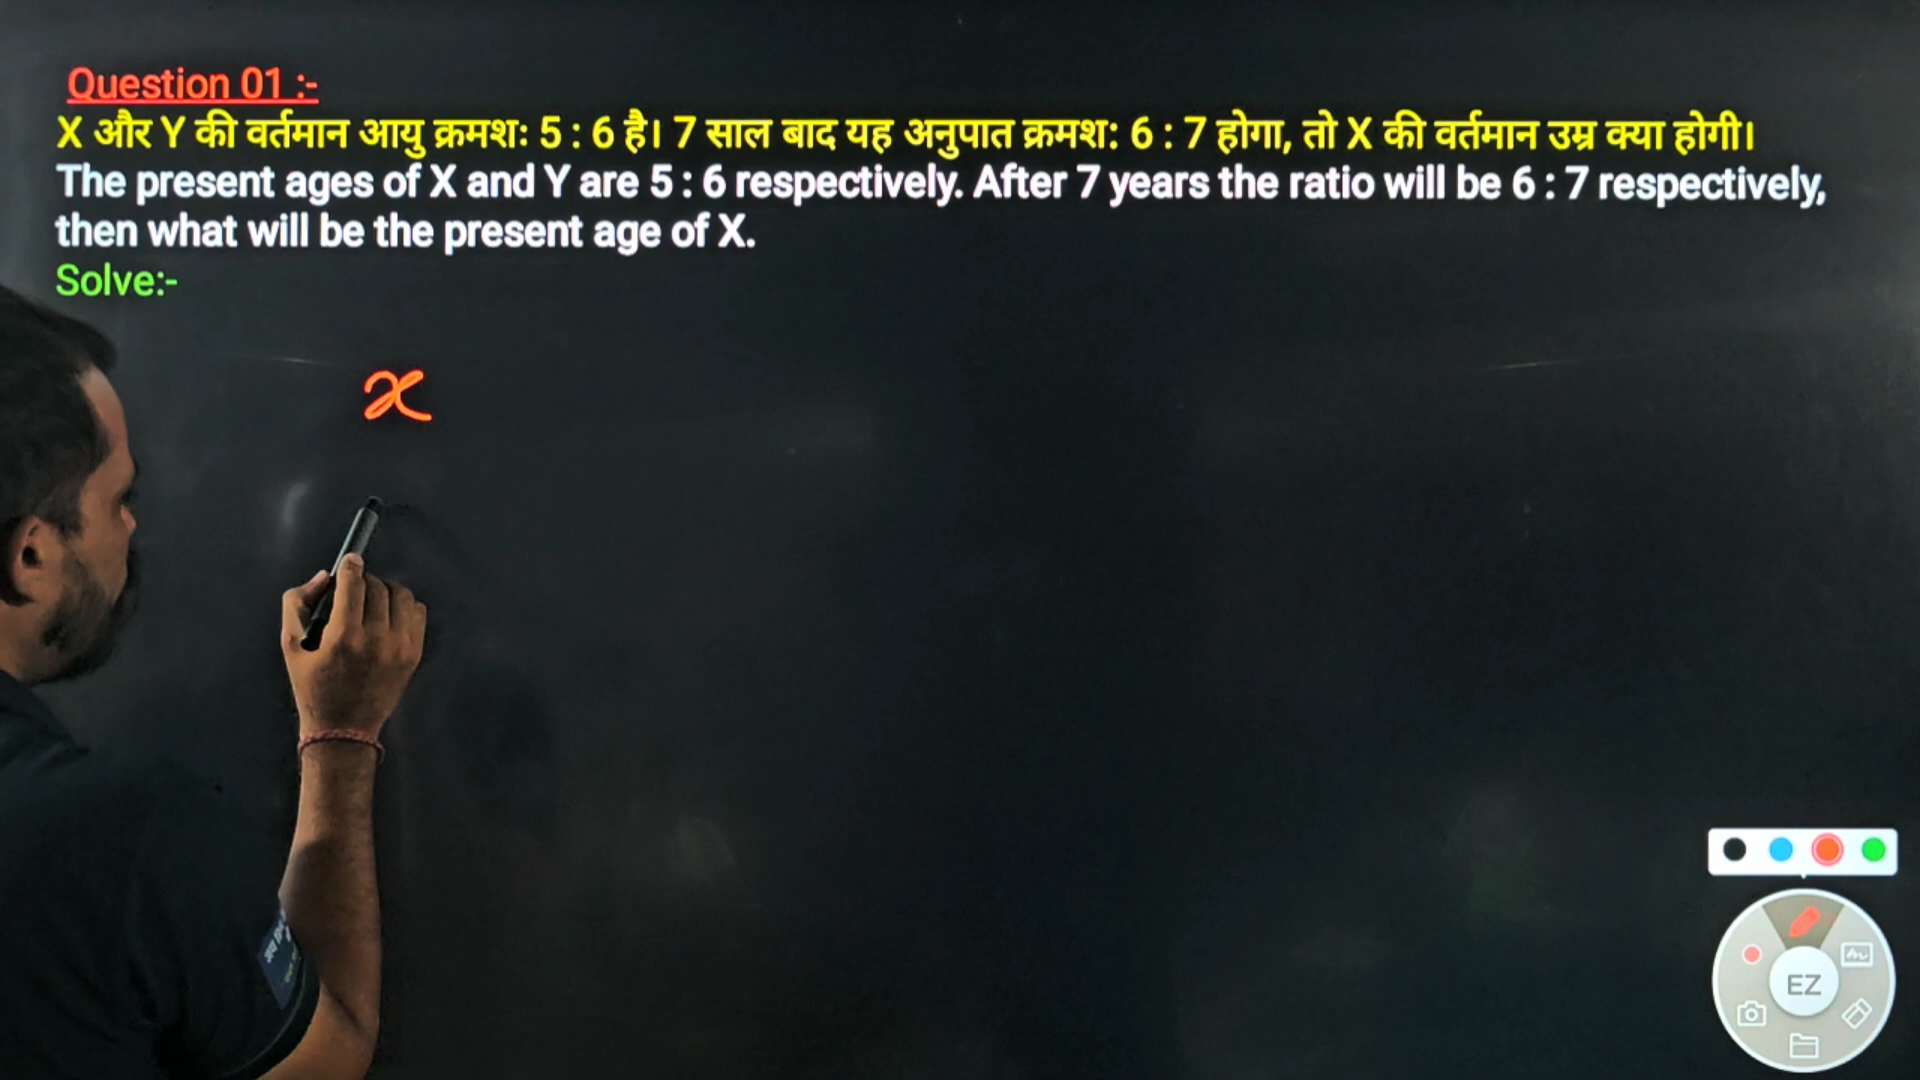 Question 01 :-
X और Y की वर्तमान आयु क्रमशः 5 : 6 है। 7 साल बाद यह अनुपात क्रमश: 6 : 7 होगा, तो X की वर्तमान उम्र क्या होगी।
The present ages of X and Y are 5 : 6 respectively. After 7 years the ratio will be 6 : 7 respectively,
then what will be the present age of X.
Solve:-
x
EZ